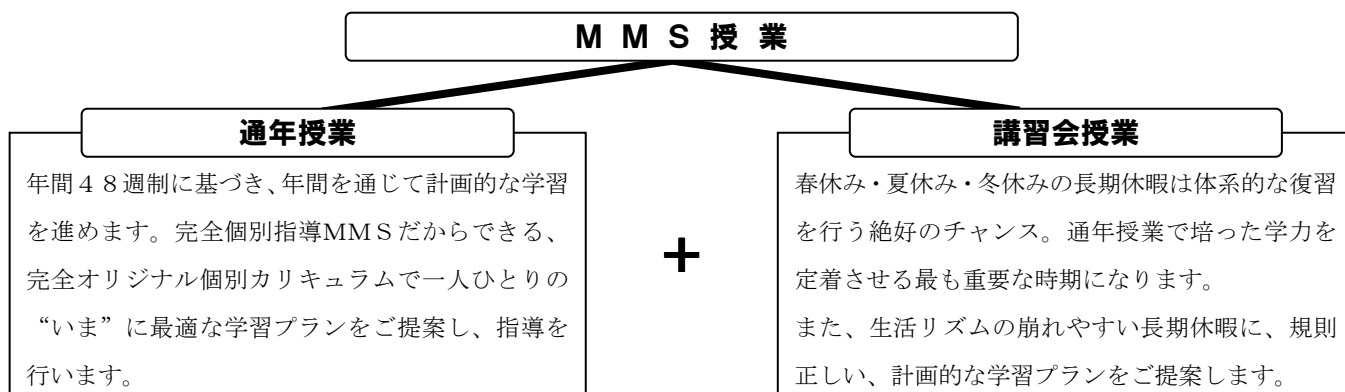 ＭＭＳ授業
通年授業
年間４８週制に基づき、年間を通じて計画的な学習
を進めます。完全個別指導MMＳだからできる、
完全オリジナル個別カリキュラムで一人ひとりの
“いま”に最適な学習プランをご提案し、指導を
行います。
＋
講習会授業
春休み・夏休み・冬休みの長期休暇は体系的な復習
を行う絶好のチャンス。通年授業で培った学力を
定着させる最も重要な時期になります。
また、生活リズムの崩れやすい長期休暇に、規則
正しい、計画的な学習プランをご提案します。